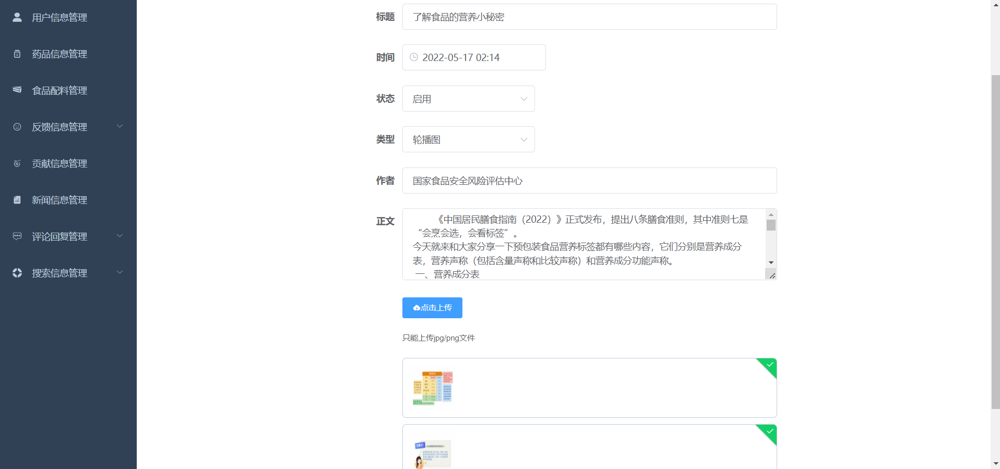 用户信息管理
药品信息管理
食品配料管理
反馈信息管理
贡献信息管理
新闻信息管理
评论回复管理
搜索信息管理
标题
了解食品的营养小秘密
时间
2022-05-17 02:14
状态
启用
类型
轮播图
作者
国家食品安全风险评估中心
正文
《中国居民膳食指南（2022）》正式发布，提出八条膳食准则，其中准则七是
“会烹会选，会看标签”。
今天就来和大家分享一下预包装食品营养标签都有哪些内容，它们分别是营养成分
表，营养声称（包括含量声称和比较声称）和营养成分功能声称。
一、营养成分表
点击上传
只能上传jpg/png文件